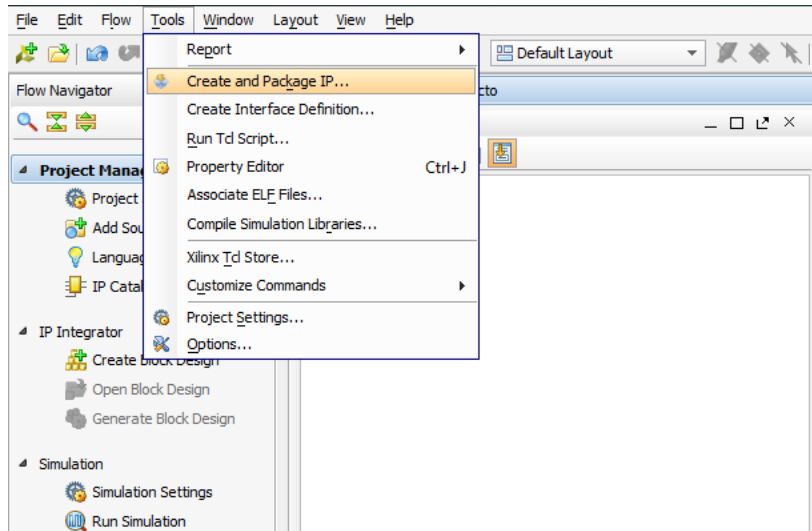 File Edit Flow Tools Window Layout View Help
Default Layout
Flow Navigator
cto
Project Mana
Project
Add Sou
Languag
IP Catal
IP Integrator
Create Block Design
Open Block Design
Generate Block Design
Simulation
Simulation Settings
Run Simulation
Report
Create and Package IP...
Create Interface Definition...
Run Tcl Script...
Property Editor Ctrl+J
Associate ELF Files...
Compile Simulation Libraries...
Xilinx Tcl Store...
Customize Commands
Project Settings...
Options...